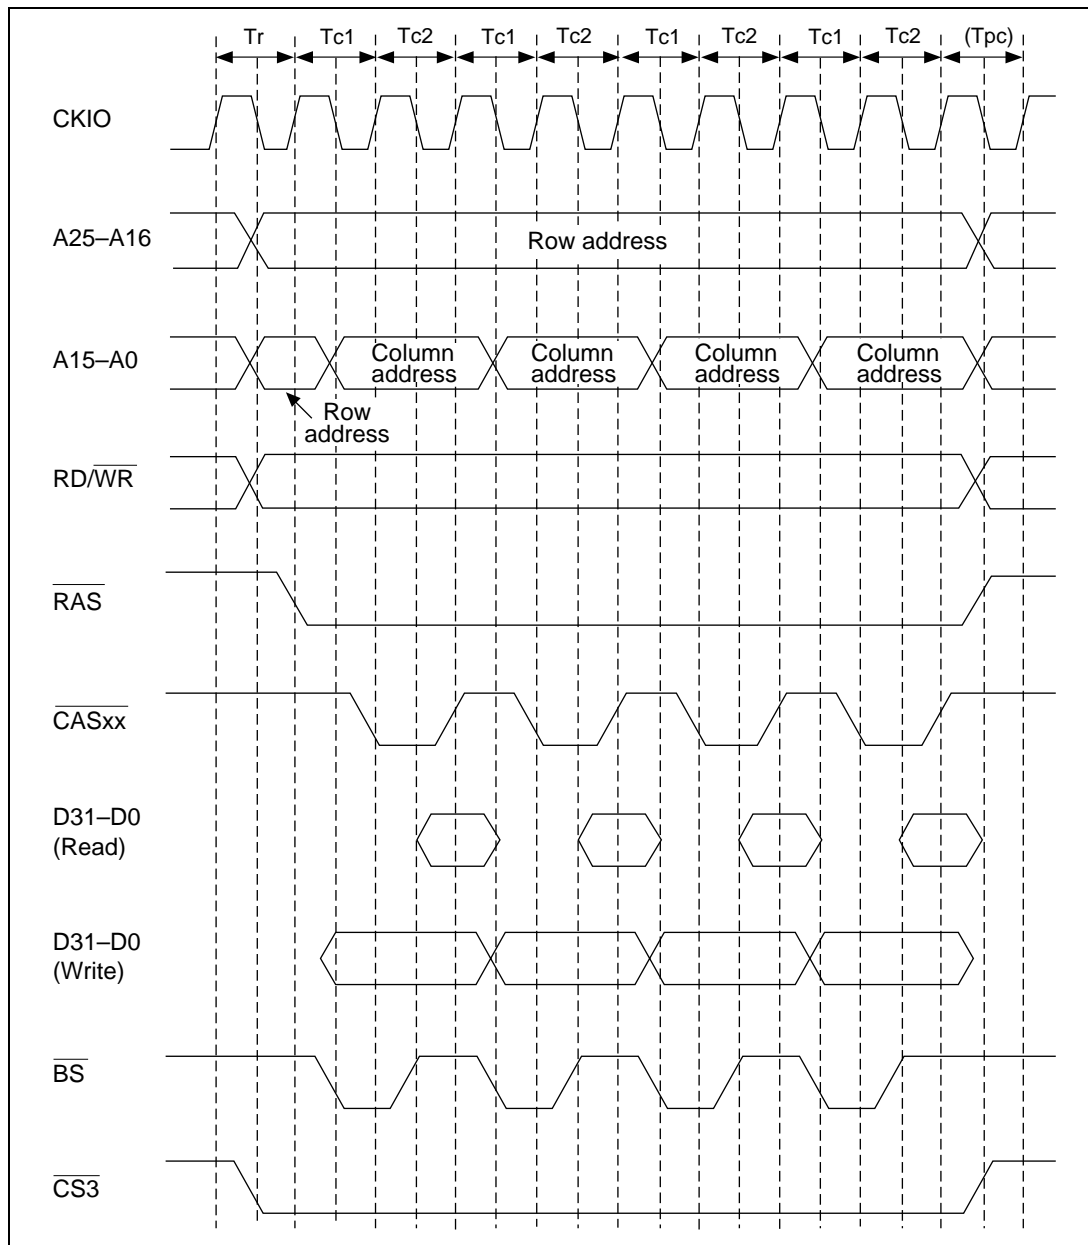 Tr Tc1 Tc2 Tc1 Tc2 Tc1 Tc2 Tc1 Tc2 (Tpc)
CKIO
A25–A16
Row address
A15–A0
Column address
Column address
Column address
Column address
Row address
RD/WR
RAS
CASxx
D31–D0
(Read)
D31–D0
(Write)
BS
CS3